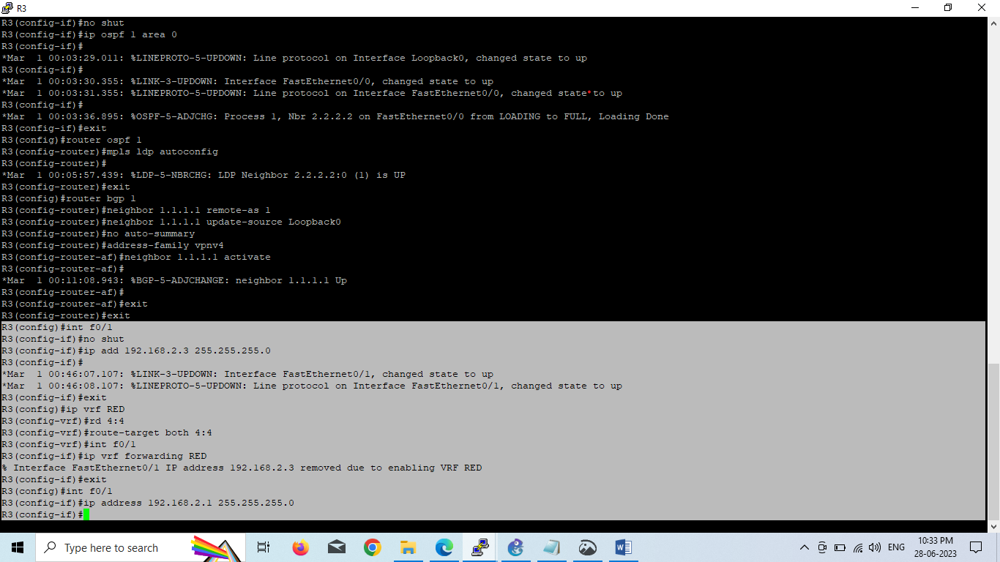 R3
R3(config-if)#no shut
R3(config-if)#ip ospf 1 area 0
R3(config-if)#
*Mar  1 00:03:29.011: %LINEPROTO-5-UPDOWN: Line protocol on Interface Loopback0, changed state to up
R3(config-if)#
*Mar  1 00:03:30.355: %LINK-3-UPDOWN: Interface FastEthernet0/0, changed state to up
*Mar  1 00:03:31.355: %LINEPROTO-5-UPDOWN: Line protocol on Interface FastEthernet0/0, changed state to up
R3(config-if)#
*Mar  1 00:03:36.895: %OSPF-5-ADJCHG: Process 1, Nbr 2.2.2.2 on FastEthernet0/0 from LOADING to FULL, Loading Done
R3(config-if)#exit
R3(config)#router ospf 1
R3(config-router)#mpls ldp autoconfig
R3(config-router)#
*Mar  1 00:05:57.439: %LDP-5-NBRCHG: LDP Neighbor 2.2.2.2:0 (1) is UP
R3(config-router)#exit
R3(config)#router bgp 1
R3(config-router)#neighbor 1.1.1.1 remote-as 1
R3(config-router)#neighbor 1.1.1.1 update-source Loopback0
R3(config-router)#no auto-summary
R3(config-router)#address-family vpnv4
R3(config-router-af)#neighbor 1.1.1.1 activate
R3(config-router-af)#
*Mar  1 00:11:08.943: %BGP-5-ADJCHANGE: neighbor 1.1.1.1 Up
R3(config-router-af)#
R3(config-router-af)#exit
R3(config-router)#exit
R3(config)#int f0/1
R3(config-if)#no shut
R3(config-if)#ip add 192.168.2.3 255.255.255.0
R3(config-if)#
*Mar  1 00:46:07.107: %LINK-3-UPDOWN: Interface FastEthernet0/1, changed state to up
*Mar  1 00:46:08.107: %LINEPROTO-5-UPDOWN: Line protocol on Interface FastEthernet0/1, changed state to up
R3(config-if)#exit
R3(config)#ip vrf RED
R3(config-vrf)#rd 4:4
R3(config-vrf)#route-target both 4:4
R3(config-vrf)#int f0/1
R3(config-if)#ip vrf forwarding RED
% Interface FastEthernet0/1 IP address 192.168.2.3 removed due to enabling VRF RED
R3(config-if)#exit
R3(config)#int f0/1
R3(config-if)#ip address 192.168.2.1 255.255.255.0
R3(config-if)#
Type here to search
ENG
10:33 PM
28-06-2023